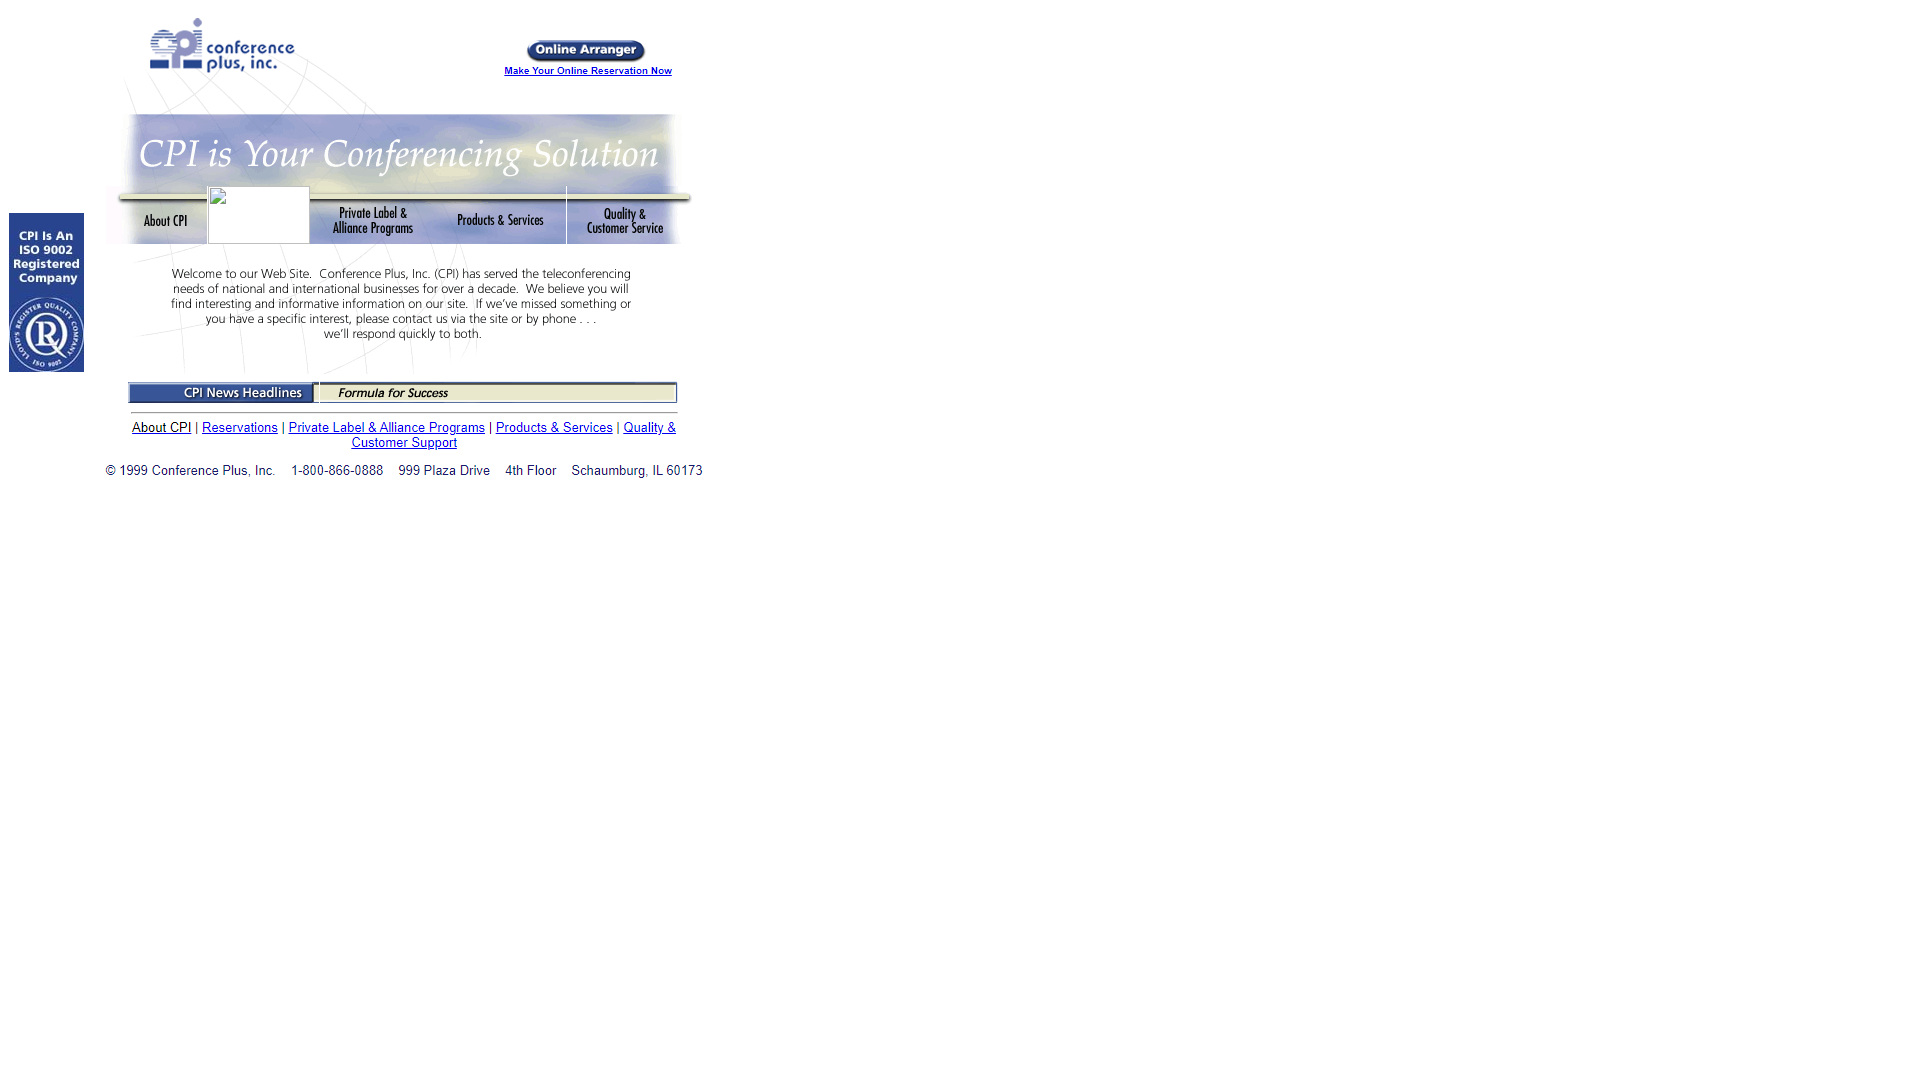 cpi conference
plus, inc.
Online Arranger
Make Your Online Reservation Now
CPI is Your Conferencing Solution
About CPI
Private Label &
Alliance Programs
Products & Services
Quality &
Customer Service
CPI Is An
ISO 9002
Registered
Company
LLOYD'S REGISTER QUALITY COMPANY
R
ISO 9002
Welcome to our Web Site. Conference Plus, Inc. (CPI) has served the teleconferencing
needs of national and international businesses for over a decade. We believe you will
find interesting and informative information on our site. If we've missed something or
you have a specific interest, please contact us via the site or by phone . . .
we'll respond quickly to both.
CPI News Headlines
Formula for Success
About CPI | Reservations | Private Label & Alliance Programs | Products & Services | Quality &
Customer Support
© 1999 Conference Plus, Inc. 1-800-866-0888 999 Plaza Drive 4th Floor Schaumburg, IL 60173